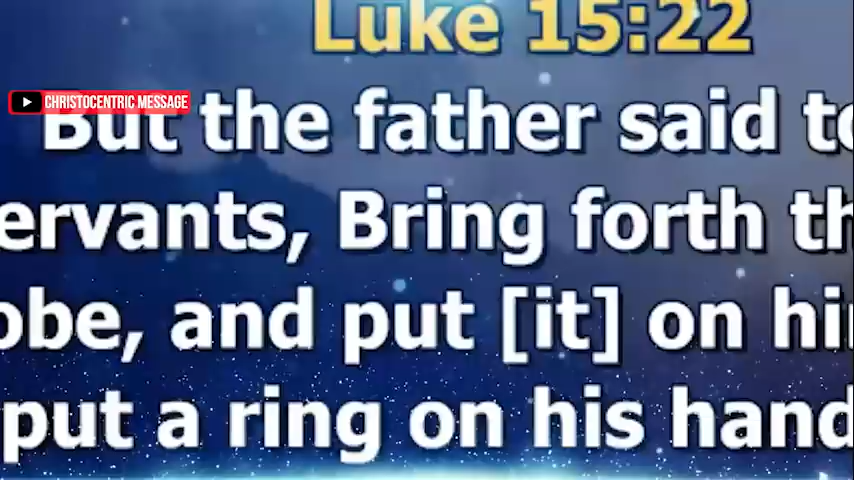 Luke 15:22
CHRISTOCENTRIC MESSAGE
But the father said to
ervants, Bring forth th
obe, and put [it] on him
put a ring on his hand